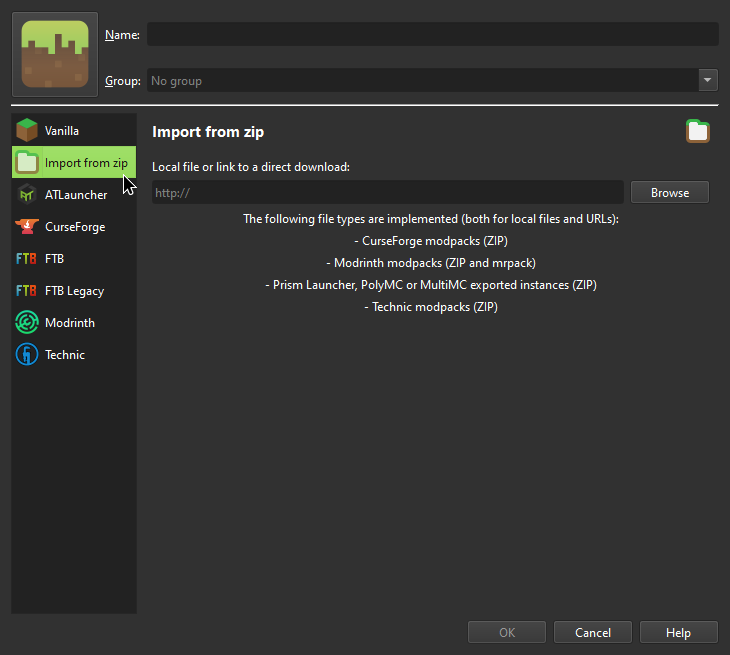 Name:
Group: No group
Vanilla
Import from zip
ATLauncher
CurseForge
FTB FTB
FTB FTB Legacy
Modrinth
Technic
Import from zip
Local file or link to a direct download:
http:// Browse
The following file types are implemented (both for local files and URLs):
- CurseForge modpacks (ZIP)
- Modrinth modpacks (ZIP and mrpack)
- Prism Launcher, PolyMC or MultiMC exported instances (ZIP)
- Technic modpacks (ZIP)
OK Cancel Help